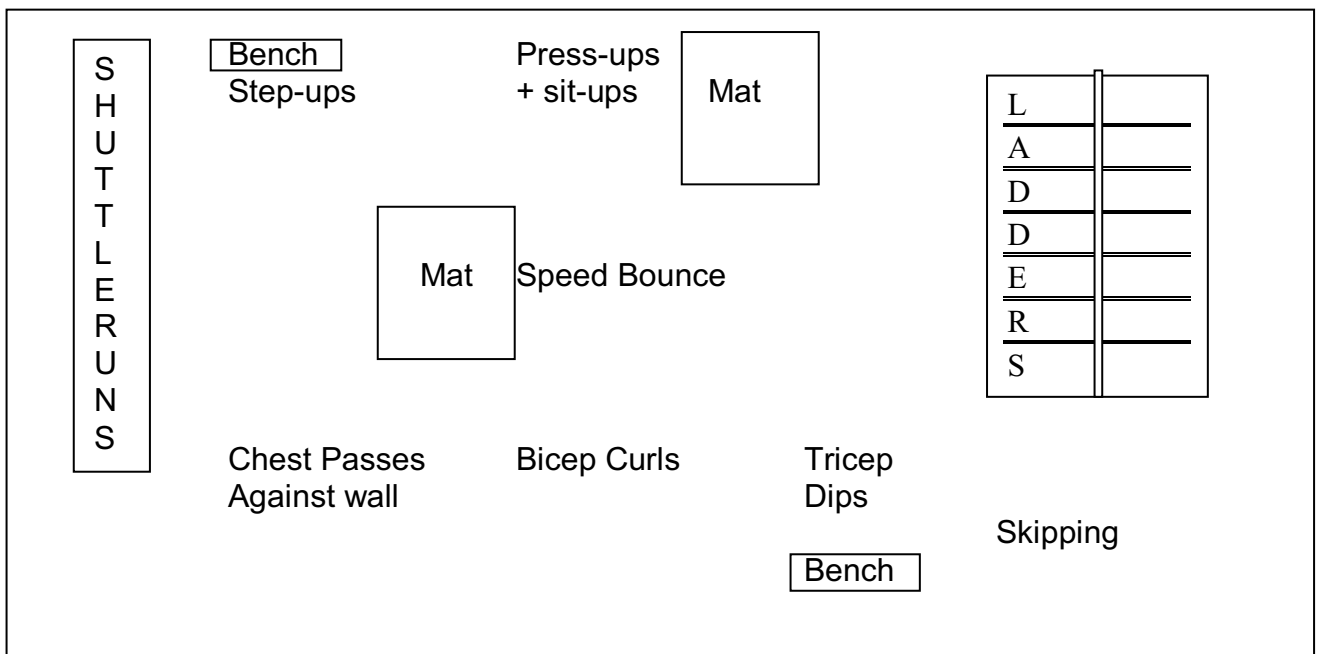 S
H
U
T
T
L
E
R
U
N
S
Bench
Step-ups
Press-ups
+ sit-ups
Mat
L
A
D
D
E
R
S
Mat
Speed Bounce
Chest Passes
Against wall
Bicep Curls
Tricep
Dips
Bench
Skipping